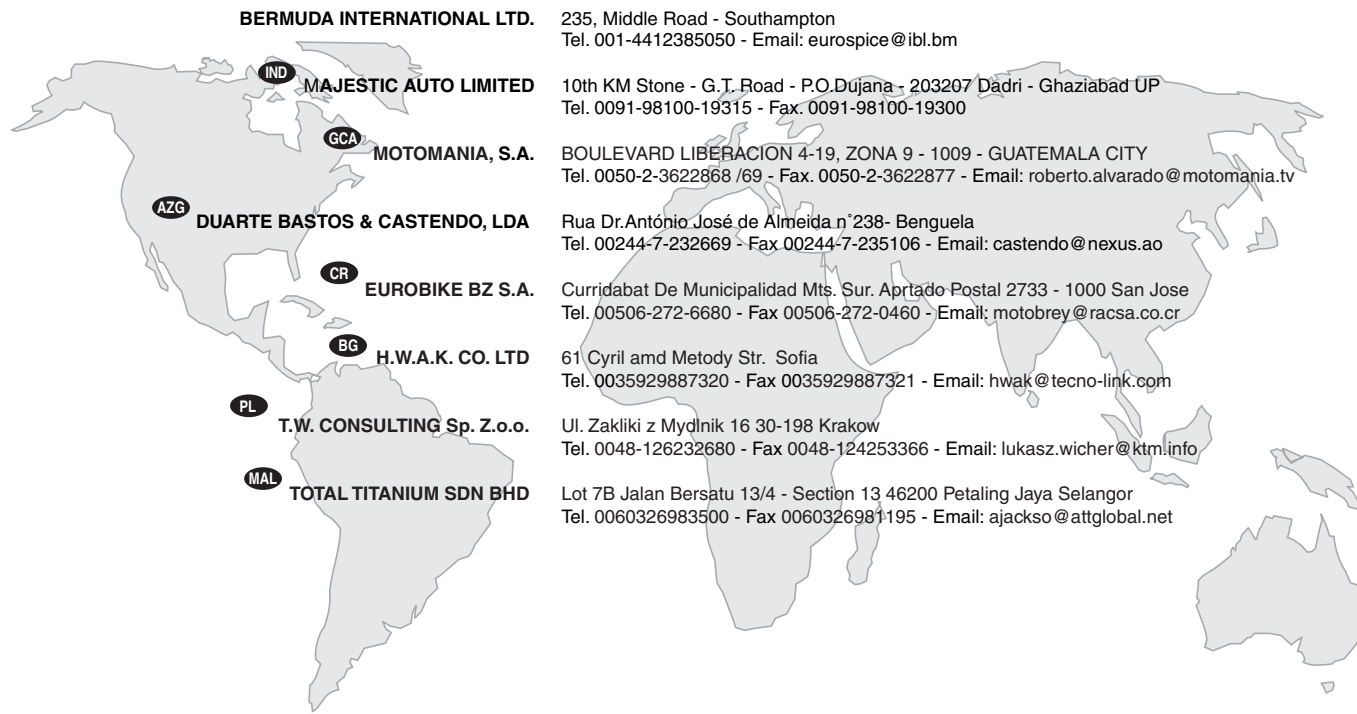 BERMUDA INTERNATIONAL LTD. 235, Middle Road - Southampton
Tel. 001-4412385050 - Email: eurospice@ibl.bm
IND MAJESTIC AUTO LIMITED 10th KM Stone - G.T. Road - P.O.Dujana - 203207 Dadri - Ghaziabad UP
Tel. 0091-98100-19315 - Fax. 0091-98100-19300
GCA MOTOMANIA, S.A. BOULEVARD LIBERACION 4-19, ZONA 9 - 1009 - GUATEMALA CITY
Tel. 0050-2-3622868 /69 - Fax. 0050-2-3622877 - Email: roberto.alvarado@motomania.tv
AZG DUARTE BASTOS & CASTENDO, LDA Rua Dr.António José de Almeida n°238- Benguela
Tel. 00244-7-232669 - Fax 00244-7-235106 - Email: castendo@nexus.ao
CR EUROBIKE BZ S.A. Curridabat De Municipalidad Mts. Sur. Aprtado Postal 2733 - 1000 San Jose
Tel. 00506-272-6680 - Fax 00506-272-0460 - Email: motobrey@racsa.co.cr
BG H.W.A.K. CO. LTD 61 Cyril amd Metody Str. Sofia
Tel. 0035929887320 - Fax 0035929887321 - Email: hwak@tecno-link.com
PL T.W. CONSULTING Sp. Z.o.o. Ul. Zakliki z Mydlnik 16 30-198 Krakow
Tel. 0048-126232680 - Fax 0048-124253366 - Email: lukasz.wicher@ktm.info
MAL TOTAL TITANIUM SDN BHD Lot 7B Jalan Bersatu 13/4 - Section 13 46200 Petaling Jaya Selangor
Tel. 0060326983500 - Fax 0060326981195 - Email: ajackso@attglobal.net